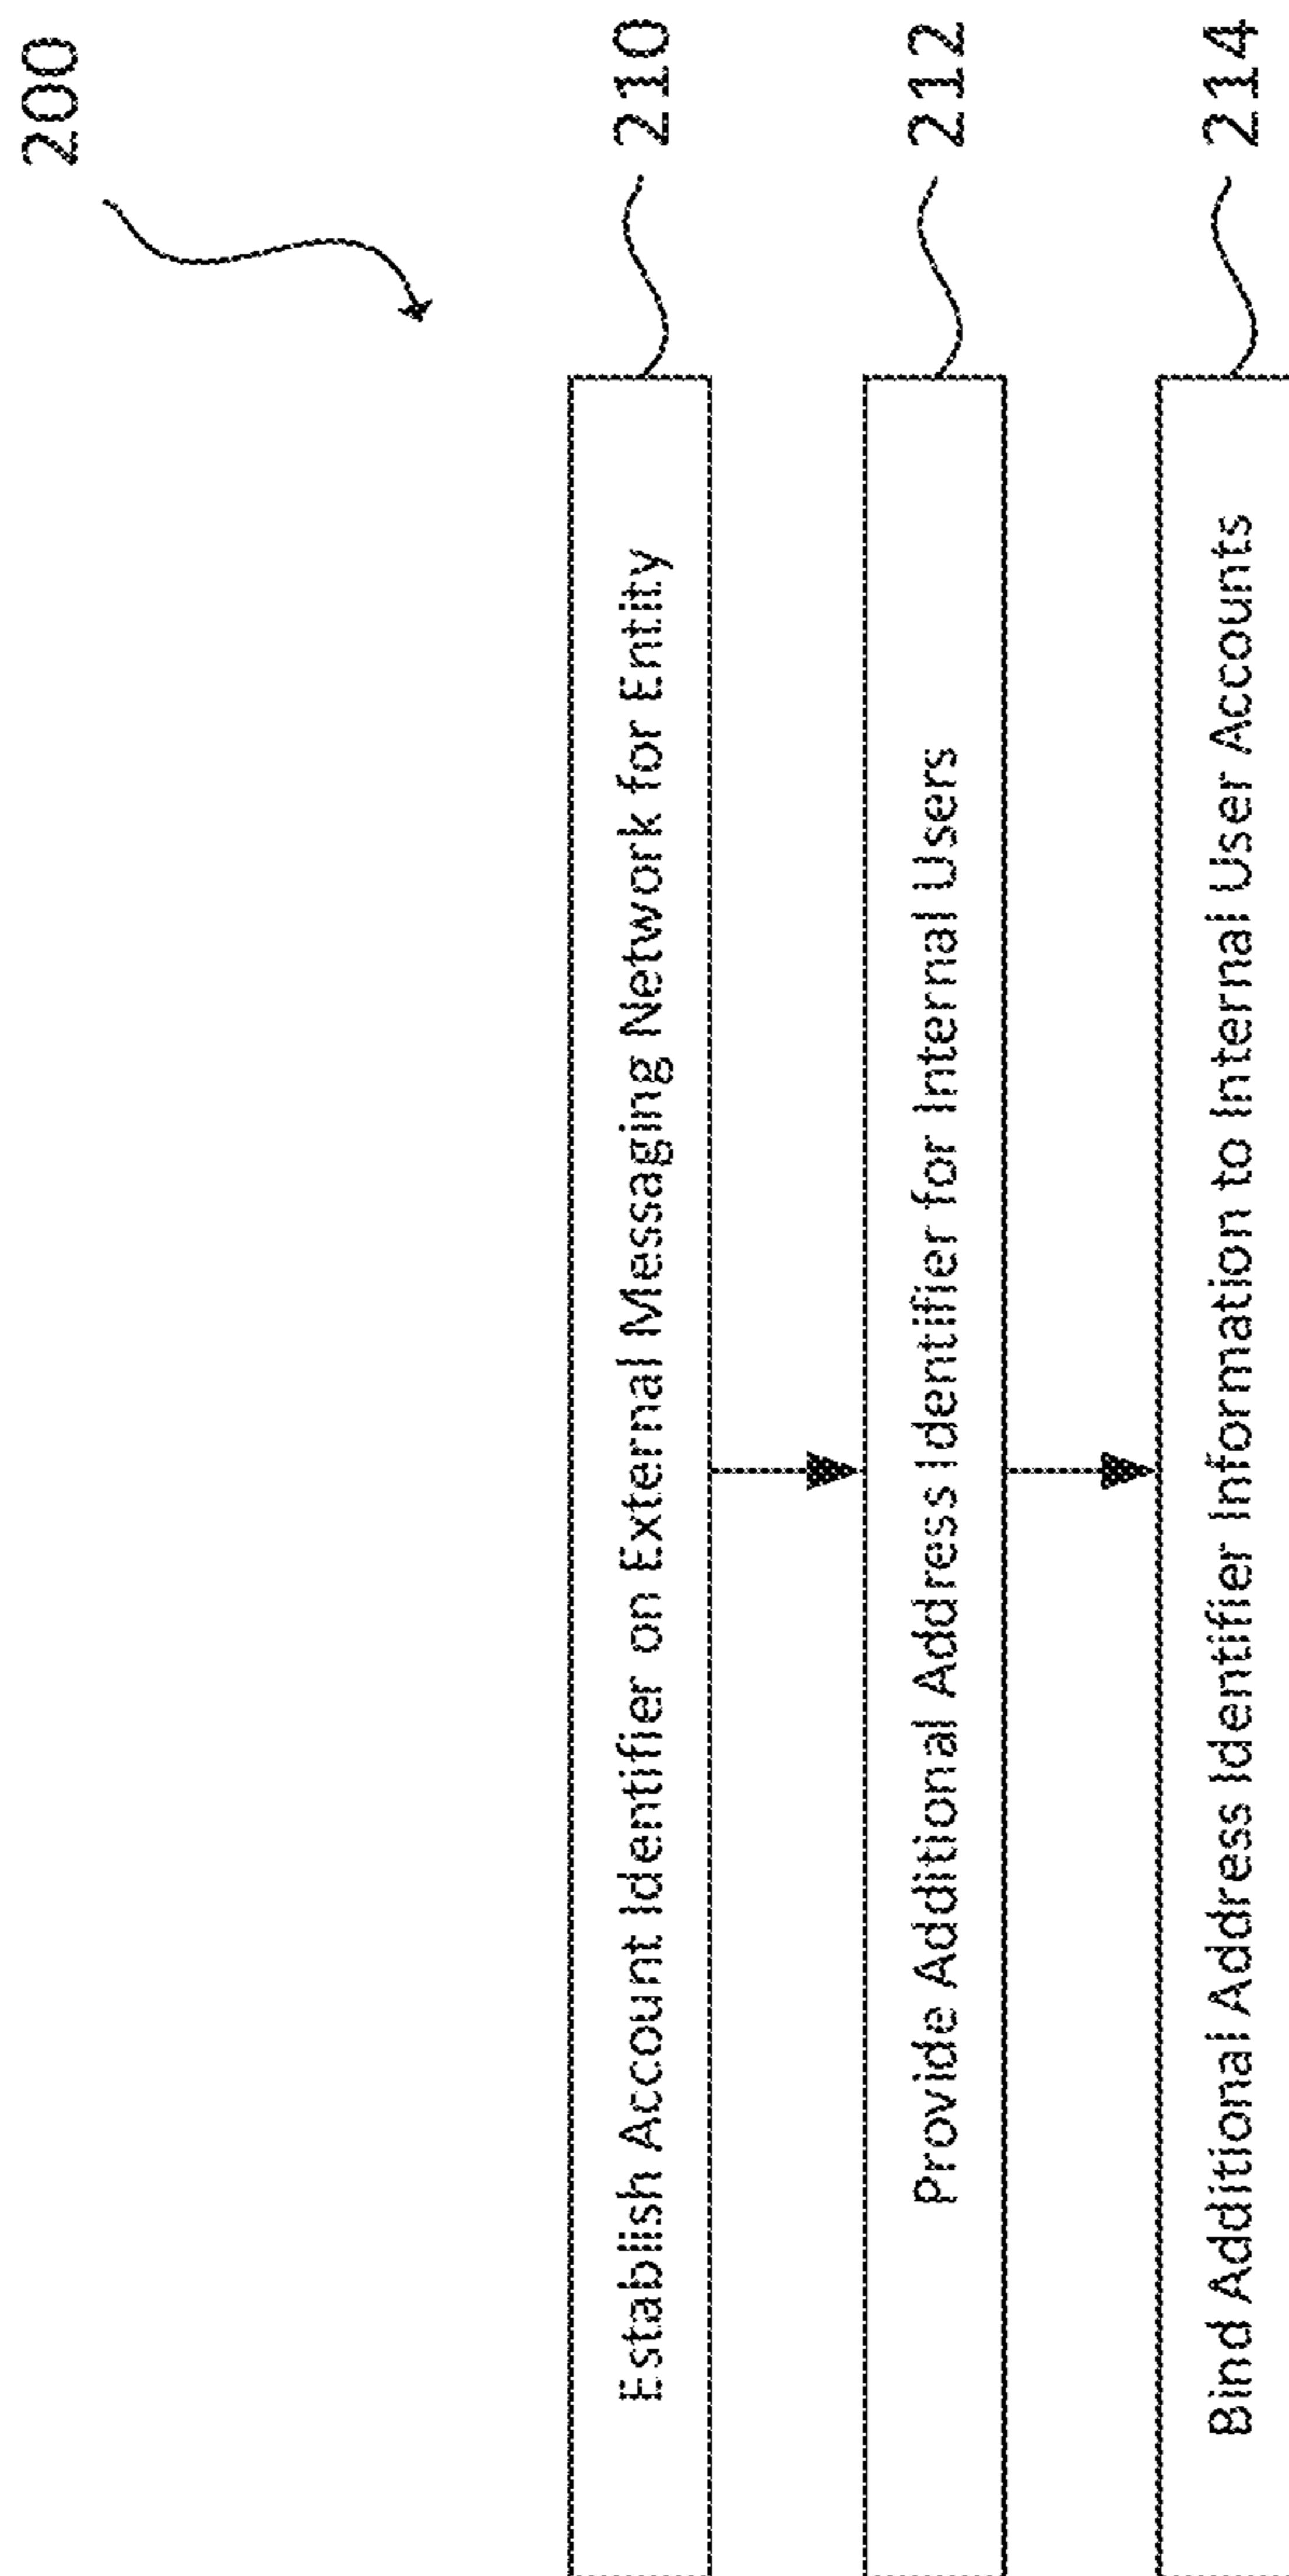 200
Establish Account Identifier on External Messaging Network for Entity
210
Provide Additional Address Identifier for Internal Users
212
Bind Additional Address Identifier Information to Internal User Accounts
214